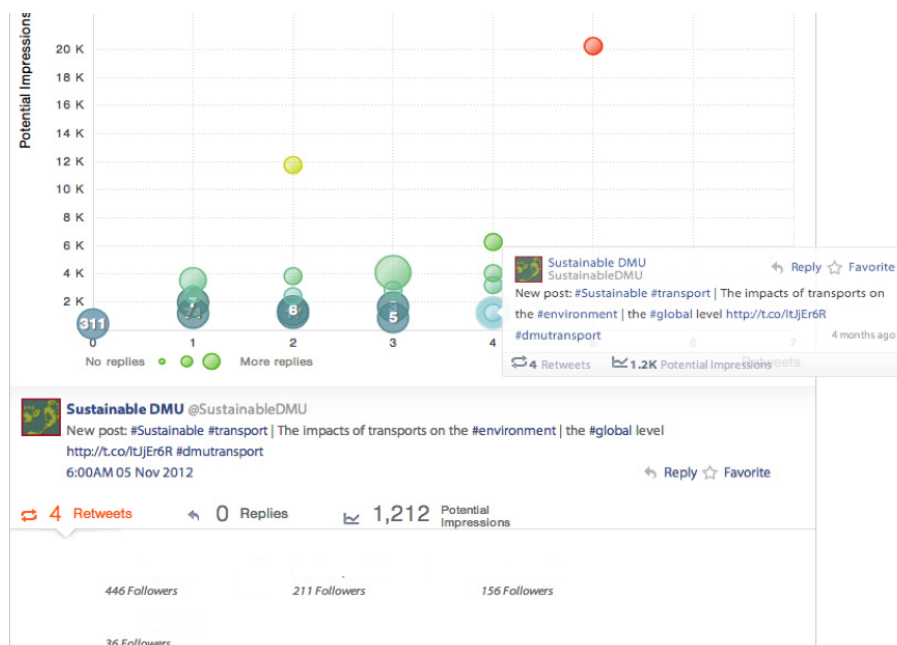 Potential Impressions
20 K
18 K
16 K
14 K
12 K
10 K
8 K
6 K
4 K
2 K
311
6
5
0 1 2 3 4 5 6 7
No replies More replies
Retweets
Sustainable DMU
SustainableDMU
Reply Favorite
New post: #Sustainable #transport | The impacts of transports on
the #environment | the #global level http://t.co/ltJjEr6R
#dmutransport
4 months ago
4 Retweets 1.2K Potential Impressions
Sustainable DMU @SustainableDMU
New post: #Sustainable #transport | The impacts of transports on the #environment | the #global level
http://t.co/ltJjEr6R #dmutransport
6:00AM 05 Nov 2012
Reply Favorite
4 Retweets 0 Replies 1,212 Potential
Impressions
446 Followers 211 Followers 156 Followers
36 Followers